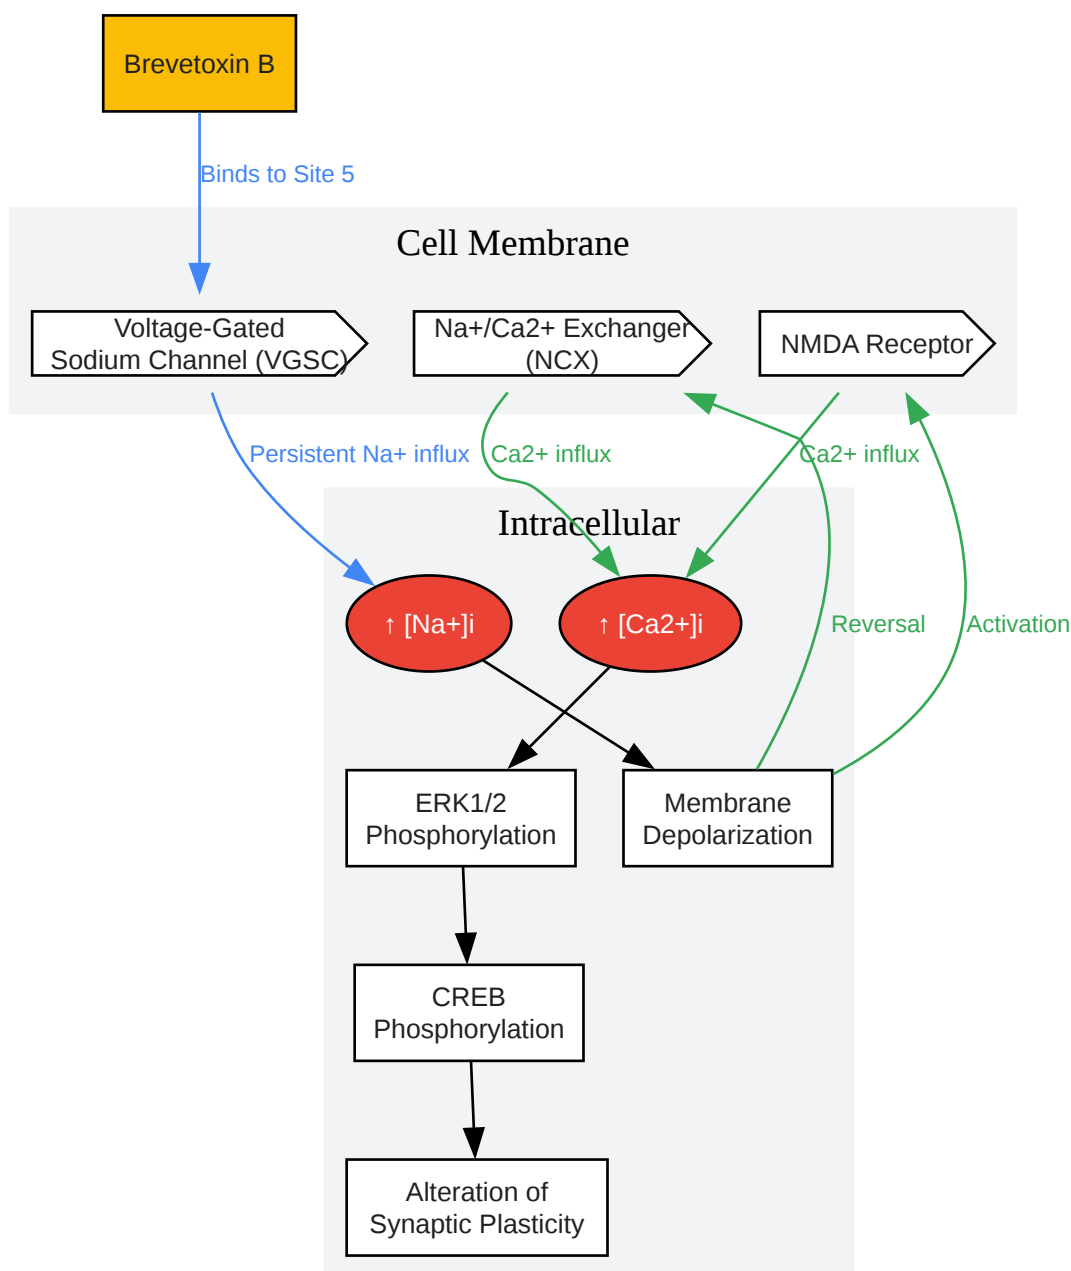 Brevetoxin B
Binds to Site 5
Cell Membrane
Voltage-Gated
Sodium Channel (VGSC)
Na+/Ca2+ Exchanger
(NCX)
NMDA Receptor
Persistent Na+ influx
Ca2+ influx
Ca2+ influx
Intracellular
↑ [Na+]i
↑ [Ca2+]i
Reversal
Activation
ERK1/2
Phosphorylation
Membrane
Depolarization
CREB
Phosphorylation
Alteration of
Synaptic Plasticity